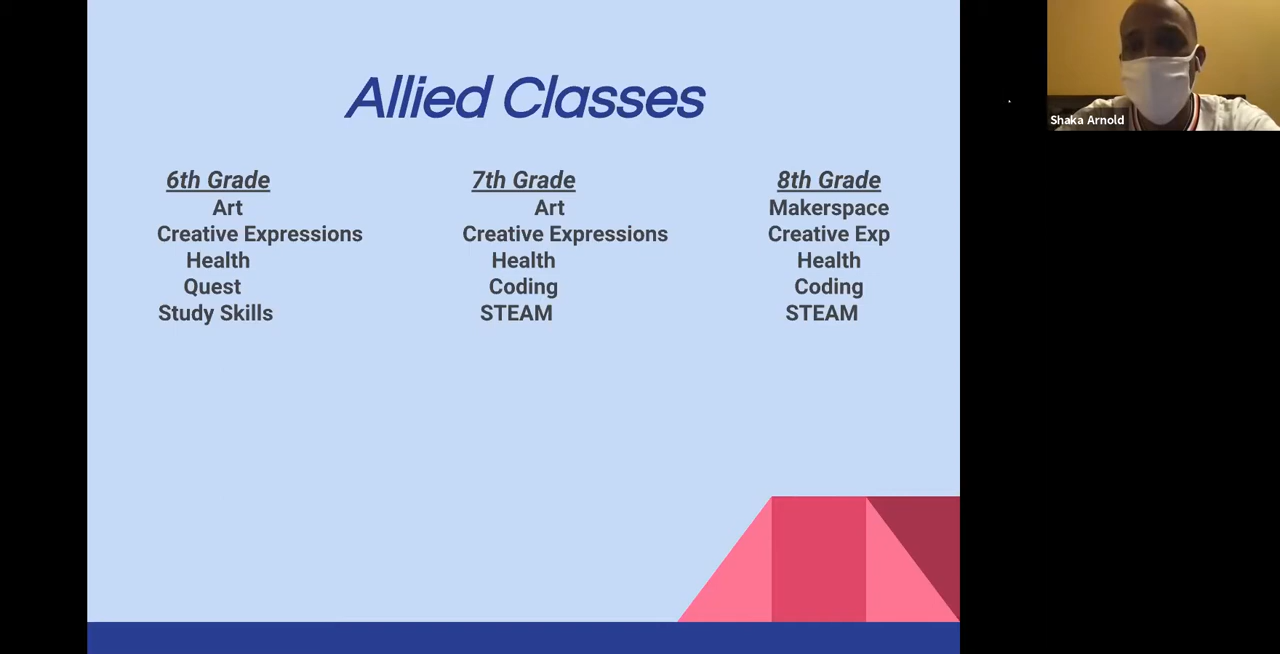 Allied Classes
6th Grade
Art
Creative Expressions
Health
Quest
Study Skills
7th Grade
Art
Creative Expressions
Health
Coding
STEAM
8th Grade
Makerspace
Creative Exp
Health
Coding
STEAM
Shaka Arnold